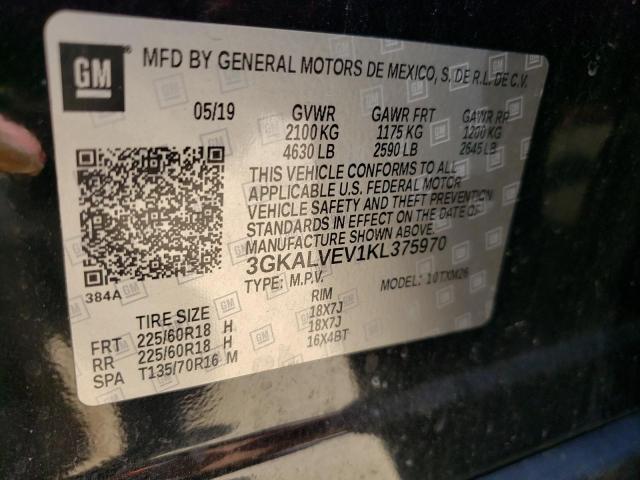 GM
MFD BY GENERAL MOTORS DE MEXICO, S. DE R.L. DE C.V.
05/19 GVWR GAWR FRT GAWR RR
2100 KG 1175 KG 1200 KG
4630 LB 2590 LB 2645 LB
THIS VEHICLE CONFORMS TO ALL
APPLICABLE U.S. FEDERAL MOTOR
VEHICLE SAFETY AND THEFT PREVENTION
STANDARDS IN EFFECT ON THE DATE OF
MANUFACTURE SHOWN ABOVE.
3GKALVEV1KL375970
384A
TYPE: M.P.V. MODEL: 10TXM26
TIRE SIZE RIM
FRT 225/60R18 H 18X7J
RR 225/60R18 H 18X7J
SPA T135/70R16 M 16X4BT